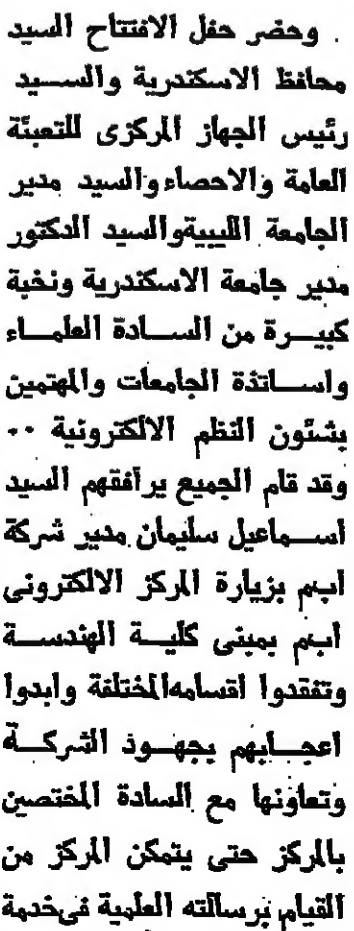 . وحضر حفل الافتتاح السيد
محافظ الاسكندرية والسيد
رئيس الجهاز المركزى للتعبئة
العامة والاحصاء والسيد مدير
الجامعة الليبية والسيد الدكتور
مدير جامعة الاسكندرية ونخبة
كبيرة من السادة العلماء
واساتذة الجامعات والمهتمين
بشئون النظم الالكترونية ٠٠
وقد قام الجميع يرافقهم السيد
اسماعيل سليمان مدير شركة
ابم بزيارة المركز الالكترونى
ابم بمبنى كلية الهندسة
وتفقدوا اقسامه المختلفة وابدوا
اعجابهم بجهود الشركة
وتعاونها مع السادة المختصين
بالمركز حتى يتمكن المركز من
القيام برسالته العلمية فى خدمة